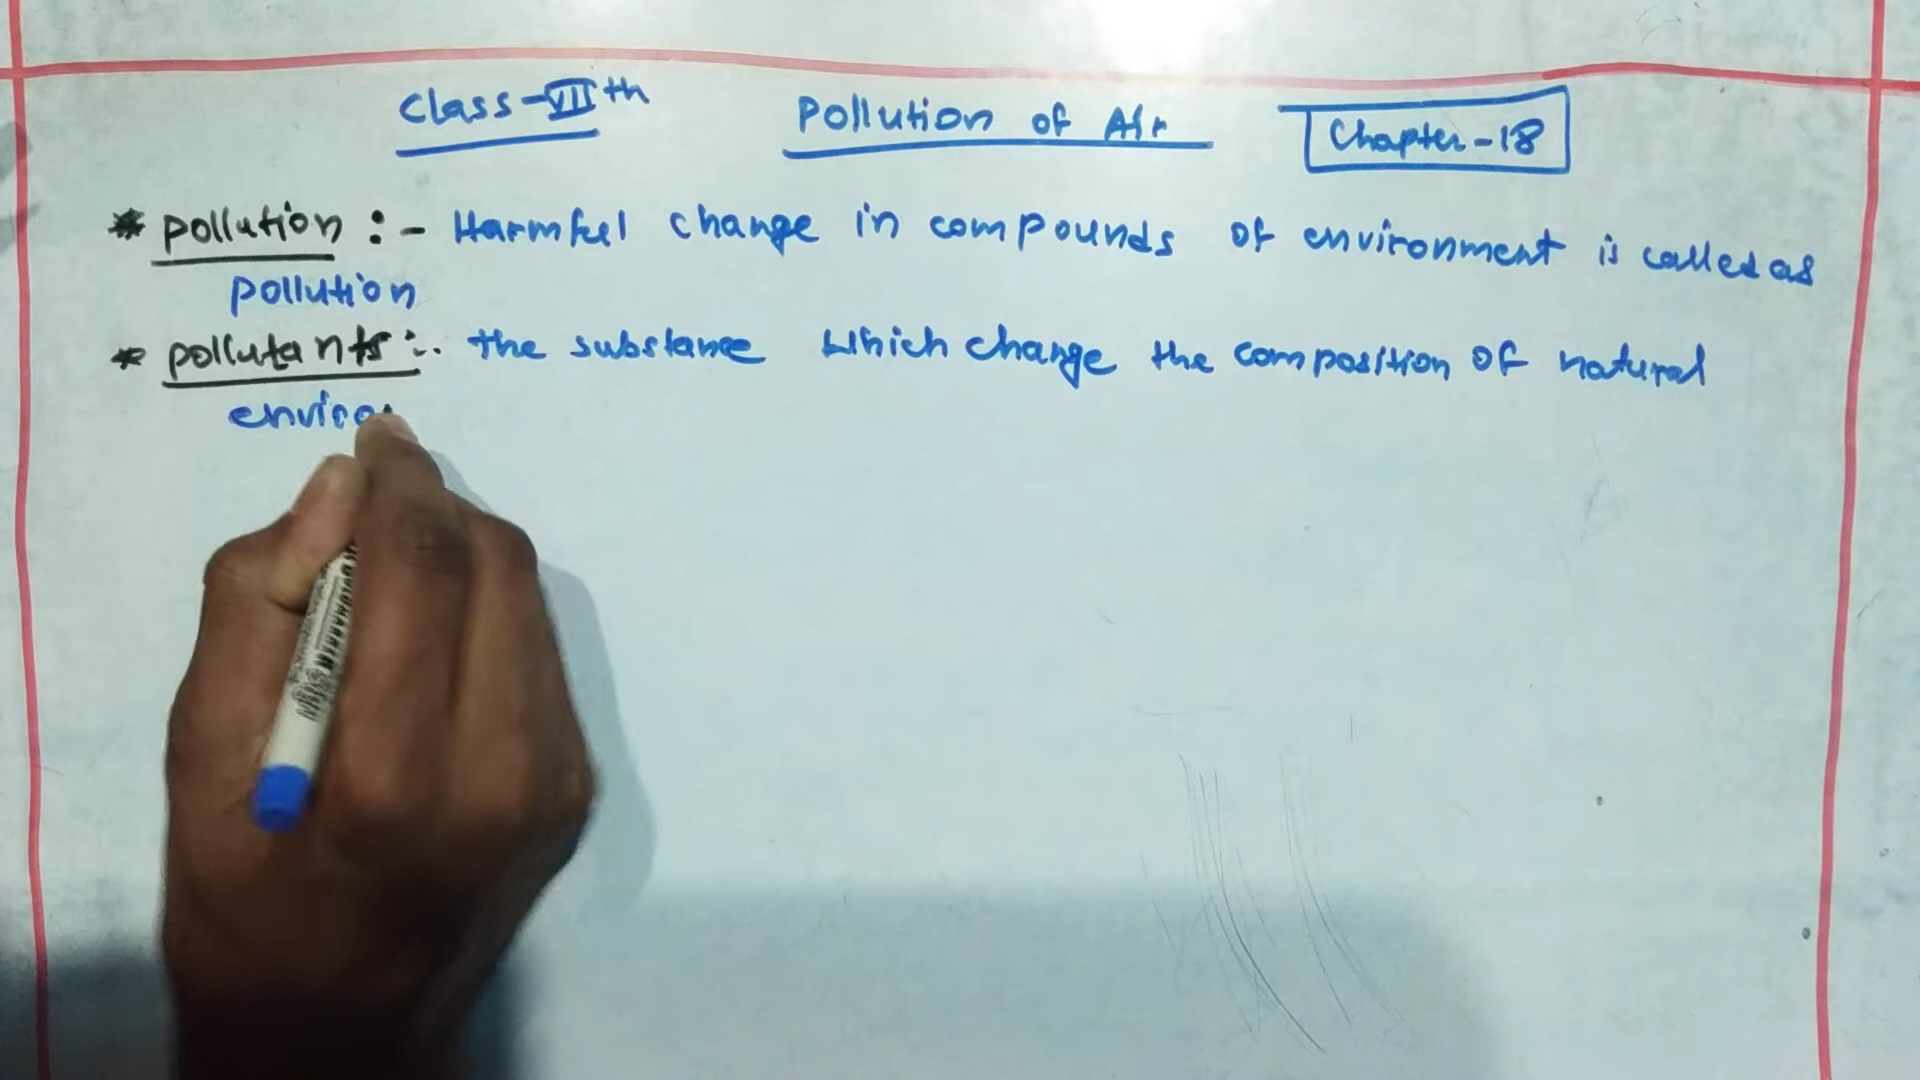 Class-VIIth Pollution of Air Chapter-18
* pollution :- Harmful change in compounds of environment is called as
pollution
* pollutants :- the substance which change the composition of natural
enviro